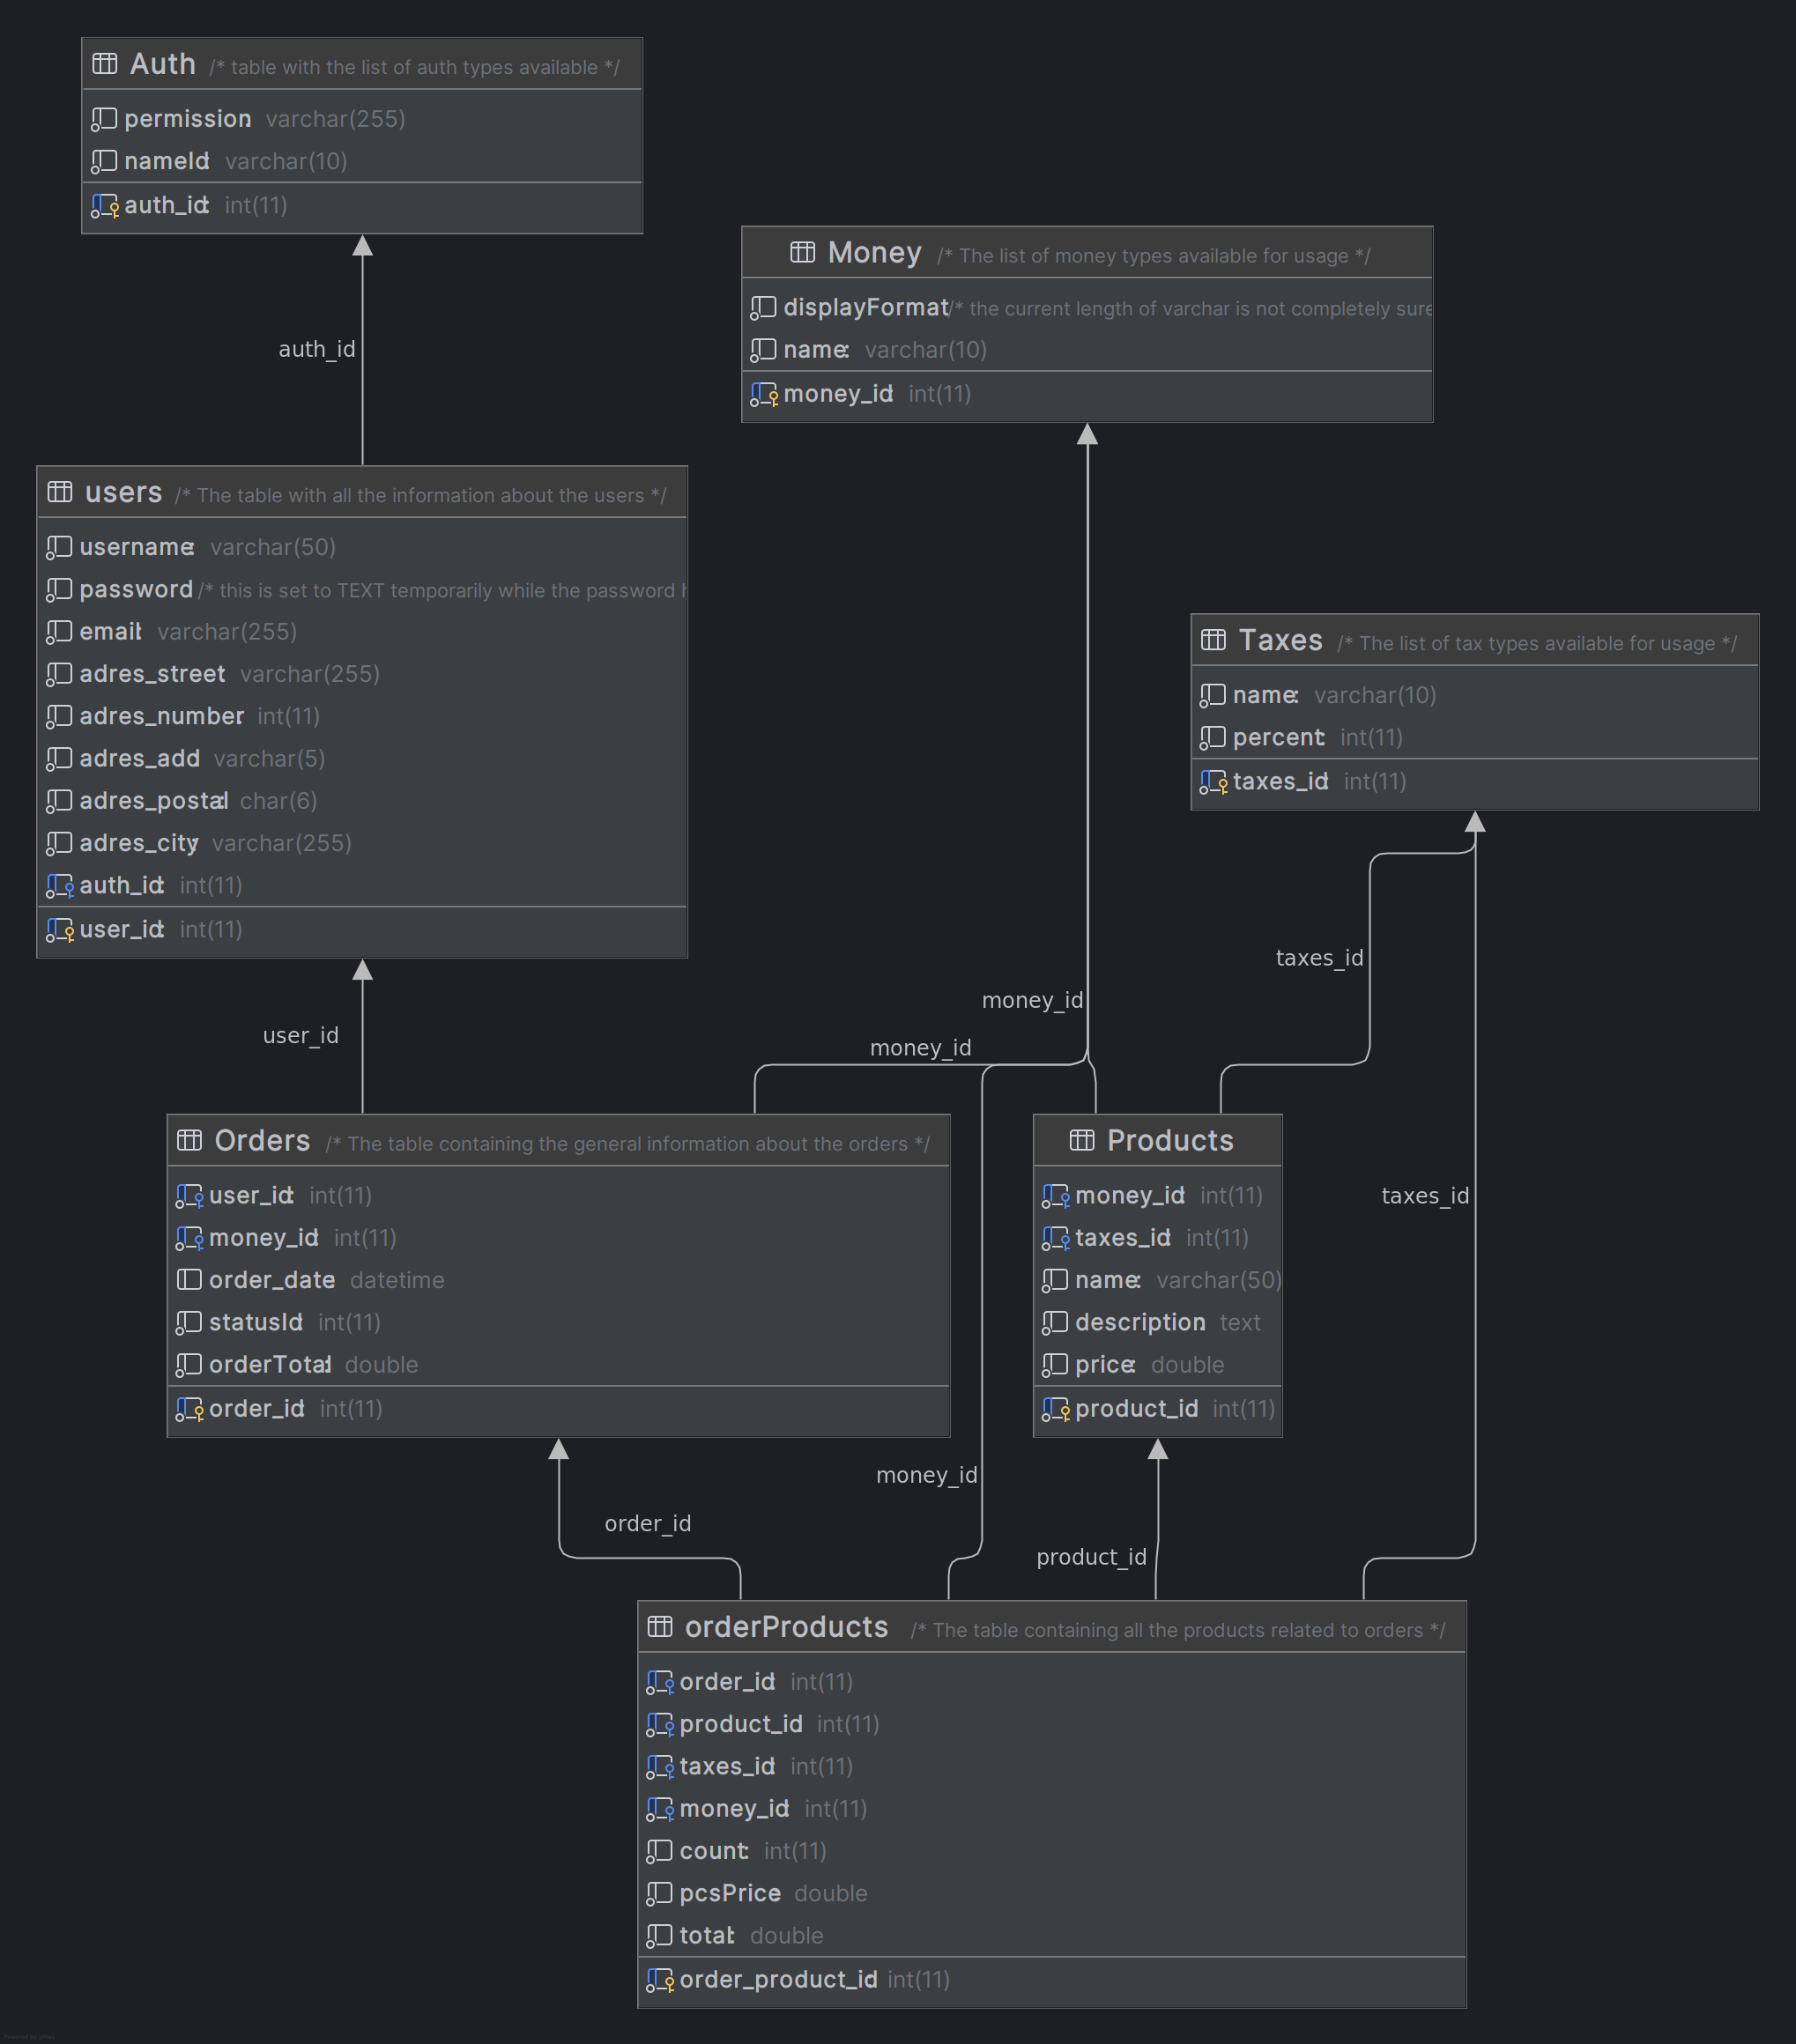 Auth /* table with the list of auth types available */
permission: varchar(255)
nameId: varchar(10)
auth_id: int(11)
Money /* The list of money types available for usage */
displayFormat /* the current length of varchar is not completely sure
name: varchar(10)
money_id: int(11)
auth_id
users /* The table with all the information about the users */
username: varchar(50)
password /* this is set to TEXT temporarily while the password h
email: varchar(255)
adres_street varchar(255)
adres_number int(11)
adres_add varchar(5)
adres_postal: char(6)
adres_city varchar(255)
auth_id: int(11)
user_id: int(11)
Taxes /* The list of tax types available for usage */
name: varchar(10)
percent: int(11)
taxes_id: int(11)
taxes_id
money_id
user_id
money_id
Orders /* The table containing the general information about the orders */
user_id: int(11)
money_id: int(11)
order_date datetime
statusId: int(11)
orderTotal: double
order_id: int(11)
Products
money_id: int(11)
taxes_id: int(11)
name: varchar(50)
description: text
price: double
product_id int(11)
taxes_id
money_id
order_id
product_id
orderProducts /* The table containing all the products related to orders */
order_id: int(11)
product_id int(11)
taxes_id: int(11)
money_id: int(11)
count: int(11)
pcsPrice double
total: double
order_product_id int(11)
Powered by yFiles